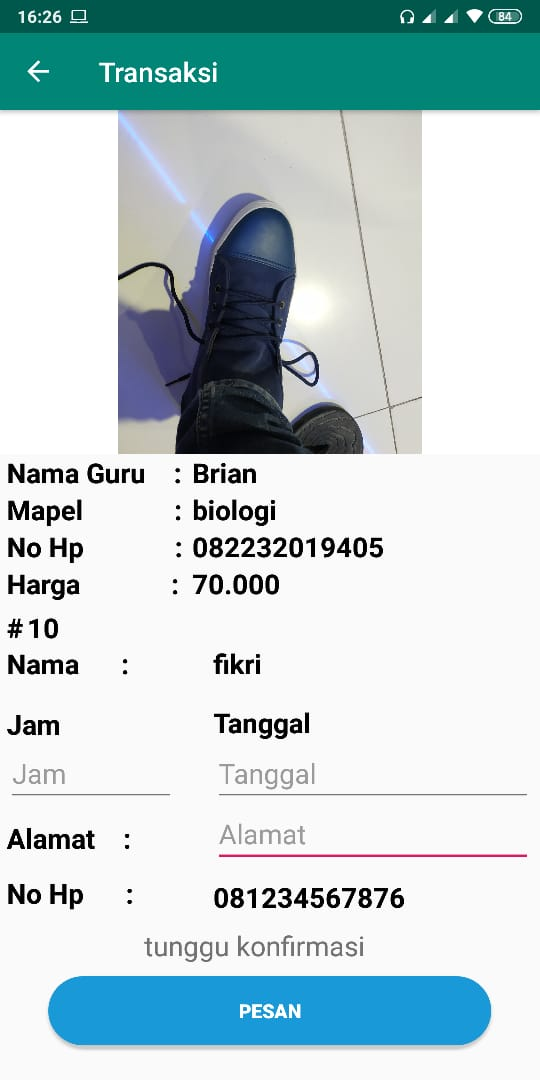 16:26 84
Transaksi
Nama Guru : Brian
Mapel : biologi
No Hp : 082232019405
Harga : 70.000
#10
Nama : fikri
Jam Tanggal
Jam Tanggal
Alamat : Alamat
No Hp : 081234567876
tunggu konfirmasi
PESAN